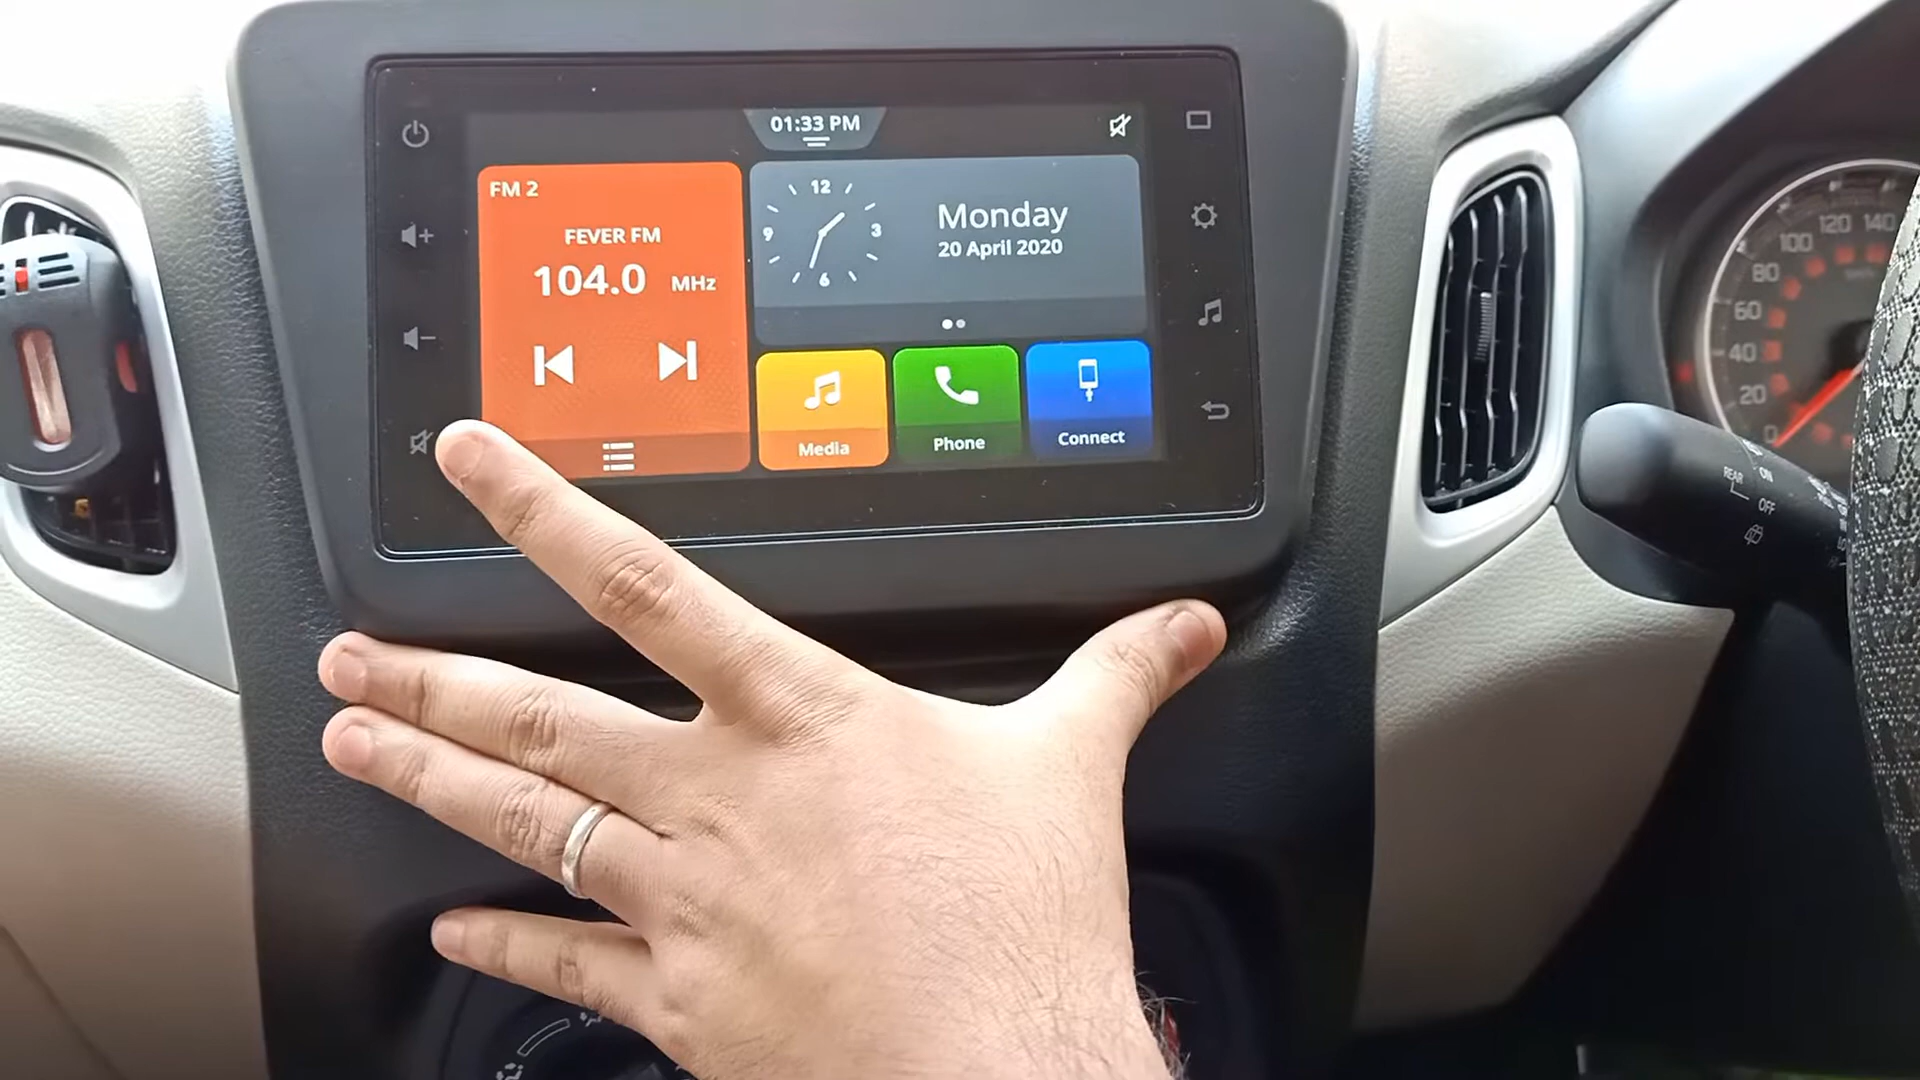 01:33 PM
FM 2
FEVER FM
104.0 MHz
12
3
6
9
Monday
20 April 2020
Media
Phone
Connect
140
120
100
80
60
40
20
0
REAR
ON
OFF